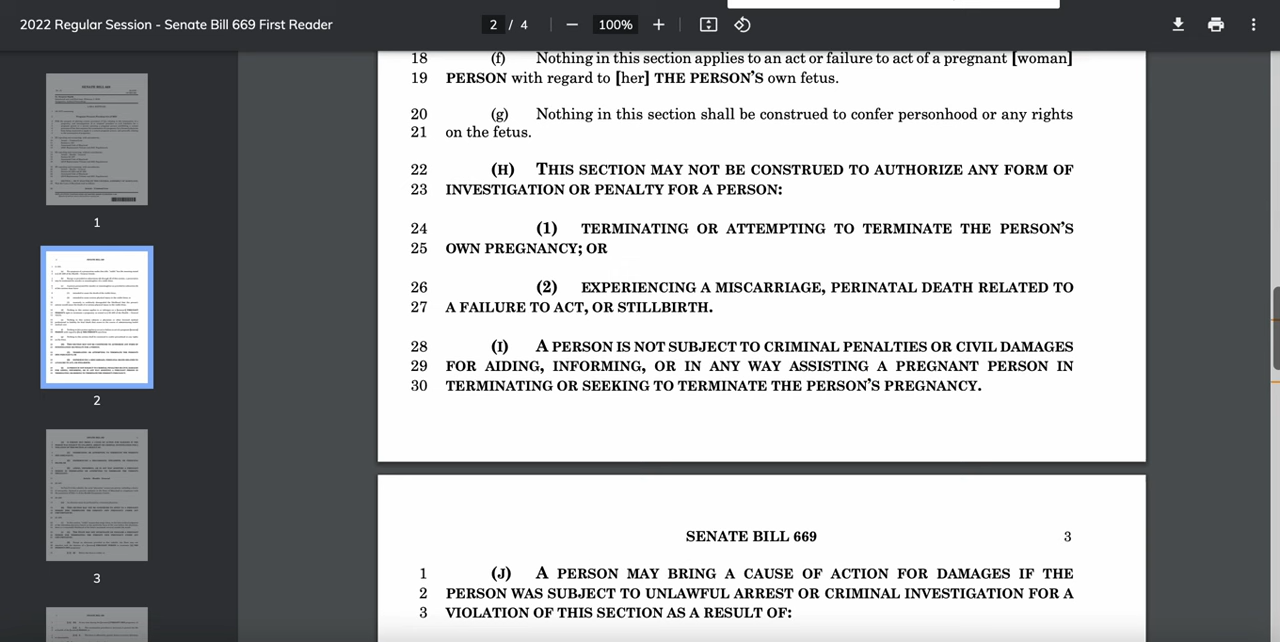 2022 Regular Session - Senate Bill 669 First Reader
2 / 4
100%
18 (f) Nothing in this section applies to an act or failure to act of a pregnant [woman]
19 PERSON with regard to [her] THE PERSON'S own fetus.
20 (g) Nothing in this section shall be construed to confer personhood or any rights
21 on the fetus.
22 (H) THIS SECTION MAY NOT BE CONSTRUED TO AUTHORIZE ANY FORM OF
23 INVESTIGATION OR PENALTY FOR A PERSON:
24 (1) TERMINATING OR ATTEMPTING TO TERMINATE THE PERSON'S
25 OWN PREGNANCY; OR
26 (2) EXPERIENCING A MISCARRIAGE, PERINATAL DEATH RELATED TO
27 A FAILURE TO ACT, OR STILLBIRTH.
28 (I) A PERSON IS NOT SUBJECT TO CRIMINAL PENALTIES OR CIVIL DAMAGES
29 FOR AIDING, INFORMING, OR IN ANY WAY ASSISTING A PREGNANT PERSON IN
30 TERMINATING OR SEEKING TO TERMINATE THE PERSON'S PREGNANCY.
SENATE BILL 669 3
1 (J) A PERSON MAY BRING A CAUSE OF ACTION FOR DAMAGES IF THE
2 PERSON WAS SUBJECT TO UNLAWFUL ARREST OR CRIMINAL INVESTIGATION FOR A
3 VIOLATION OF THIS SECTION AS A RESULT OF:
1
2
3